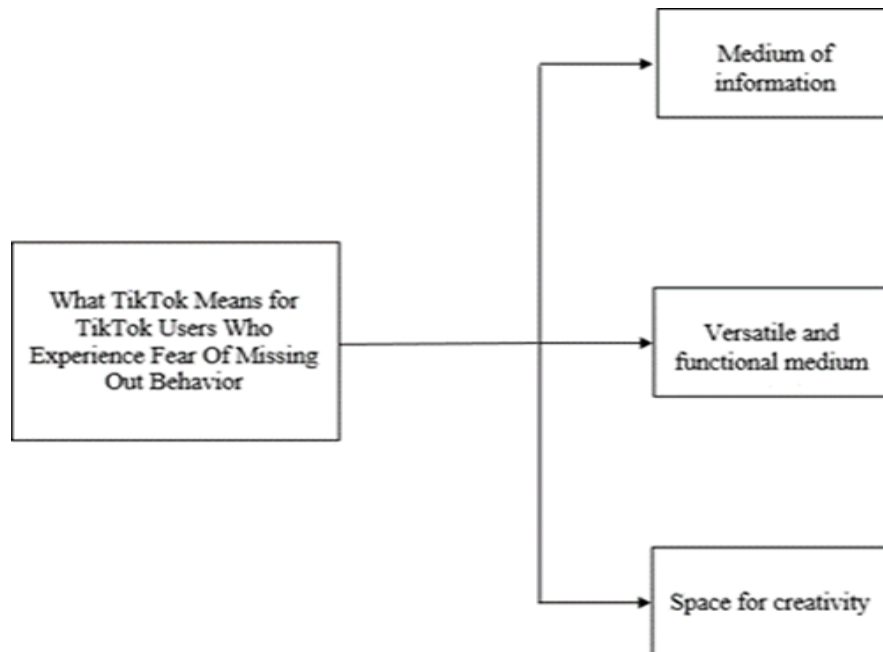 Medium of
information
What TikTok Means for
TikTok Users Who
Experience Fear Of Missing
Out Behavior
Versatile and
functional medium
Space for creativity